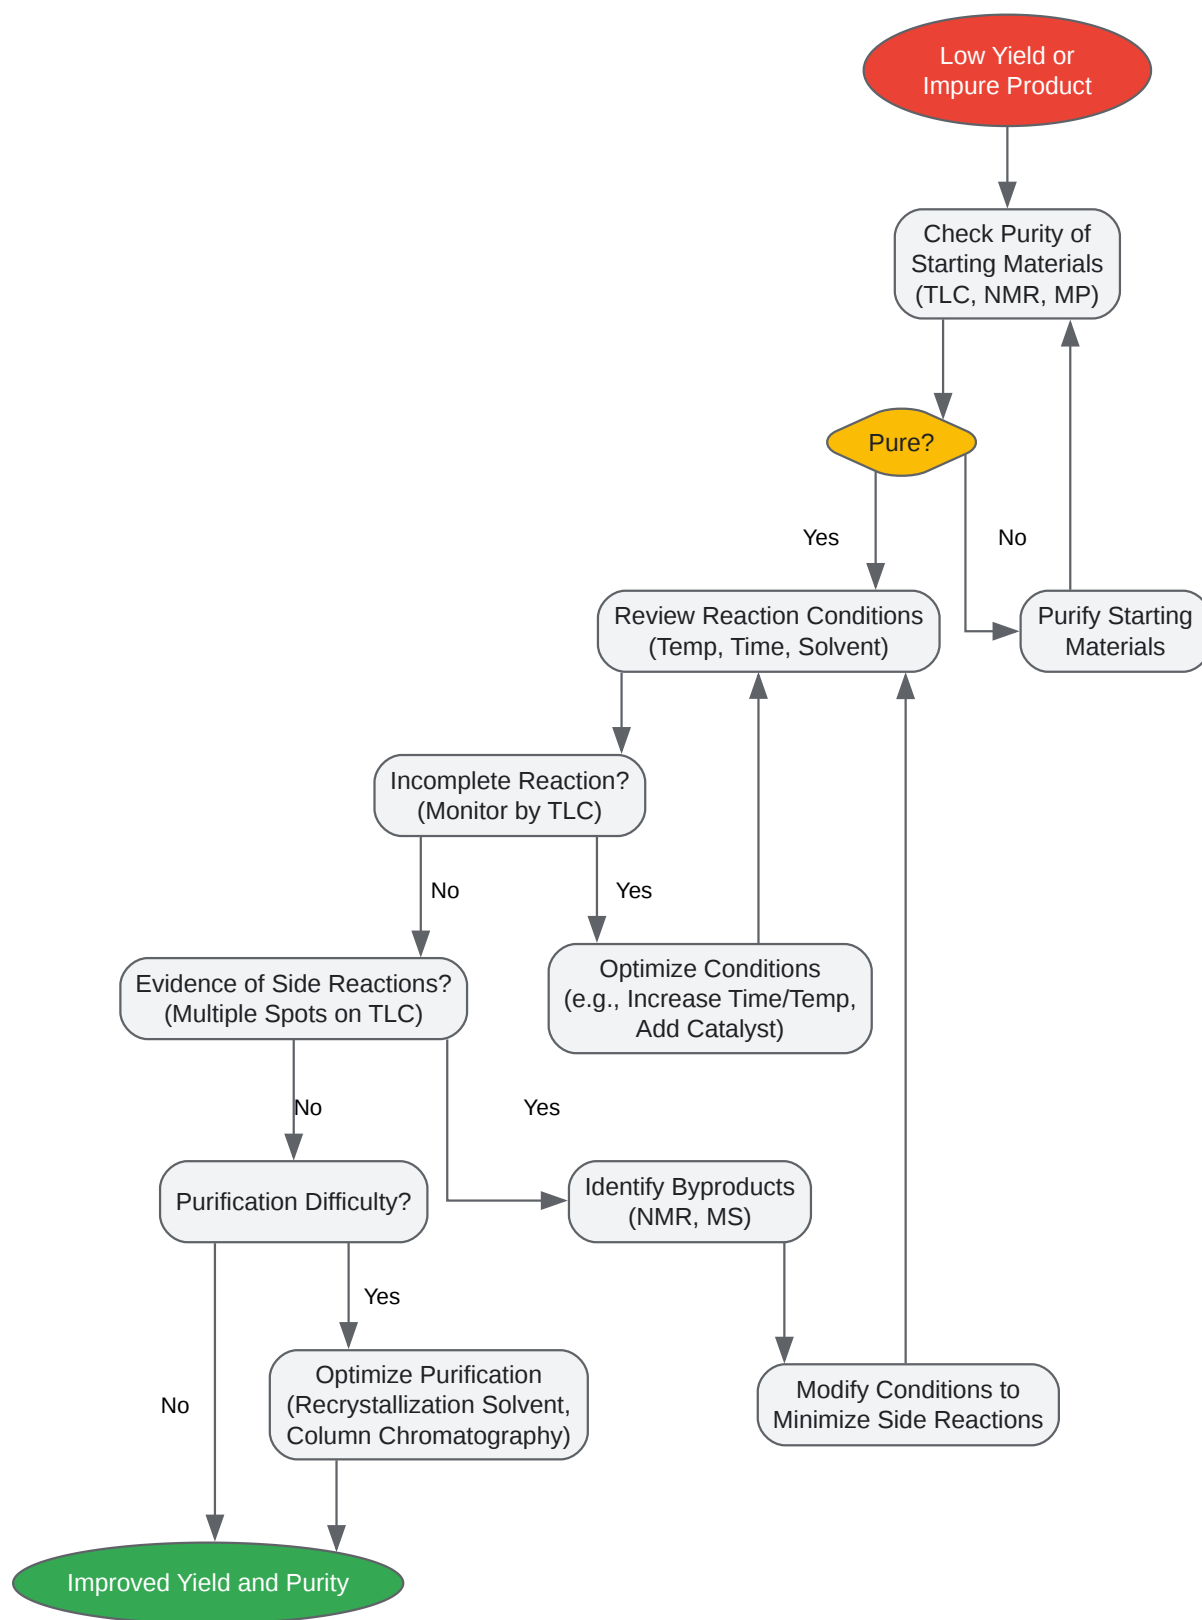 Low Yield or
Impure Product
Check Purity of
Starting Materials
(TLC, NMR, MP)
Pure?
Yes
No
Review Reaction Conditions
(Temp, Time, Solvent)
Purify Starting
Materials
Incomplete Reaction?
(Monitor by TLC)
No
Yes
Evidence of Side Reactions?
(Multiple Spots on TLC)
Optimize Conditions
(e.g., Increase Time/Temp,
Add Catalyst)
No
Yes
Purification Difficulty?
Identify Byproducts
(NMR, MS)
Yes
No
Optimize Purification
(Recrystallization Solvent,
Column Chromatography)
Modify Conditions to
Minimize Side Reactions
Improved Yield and Purity